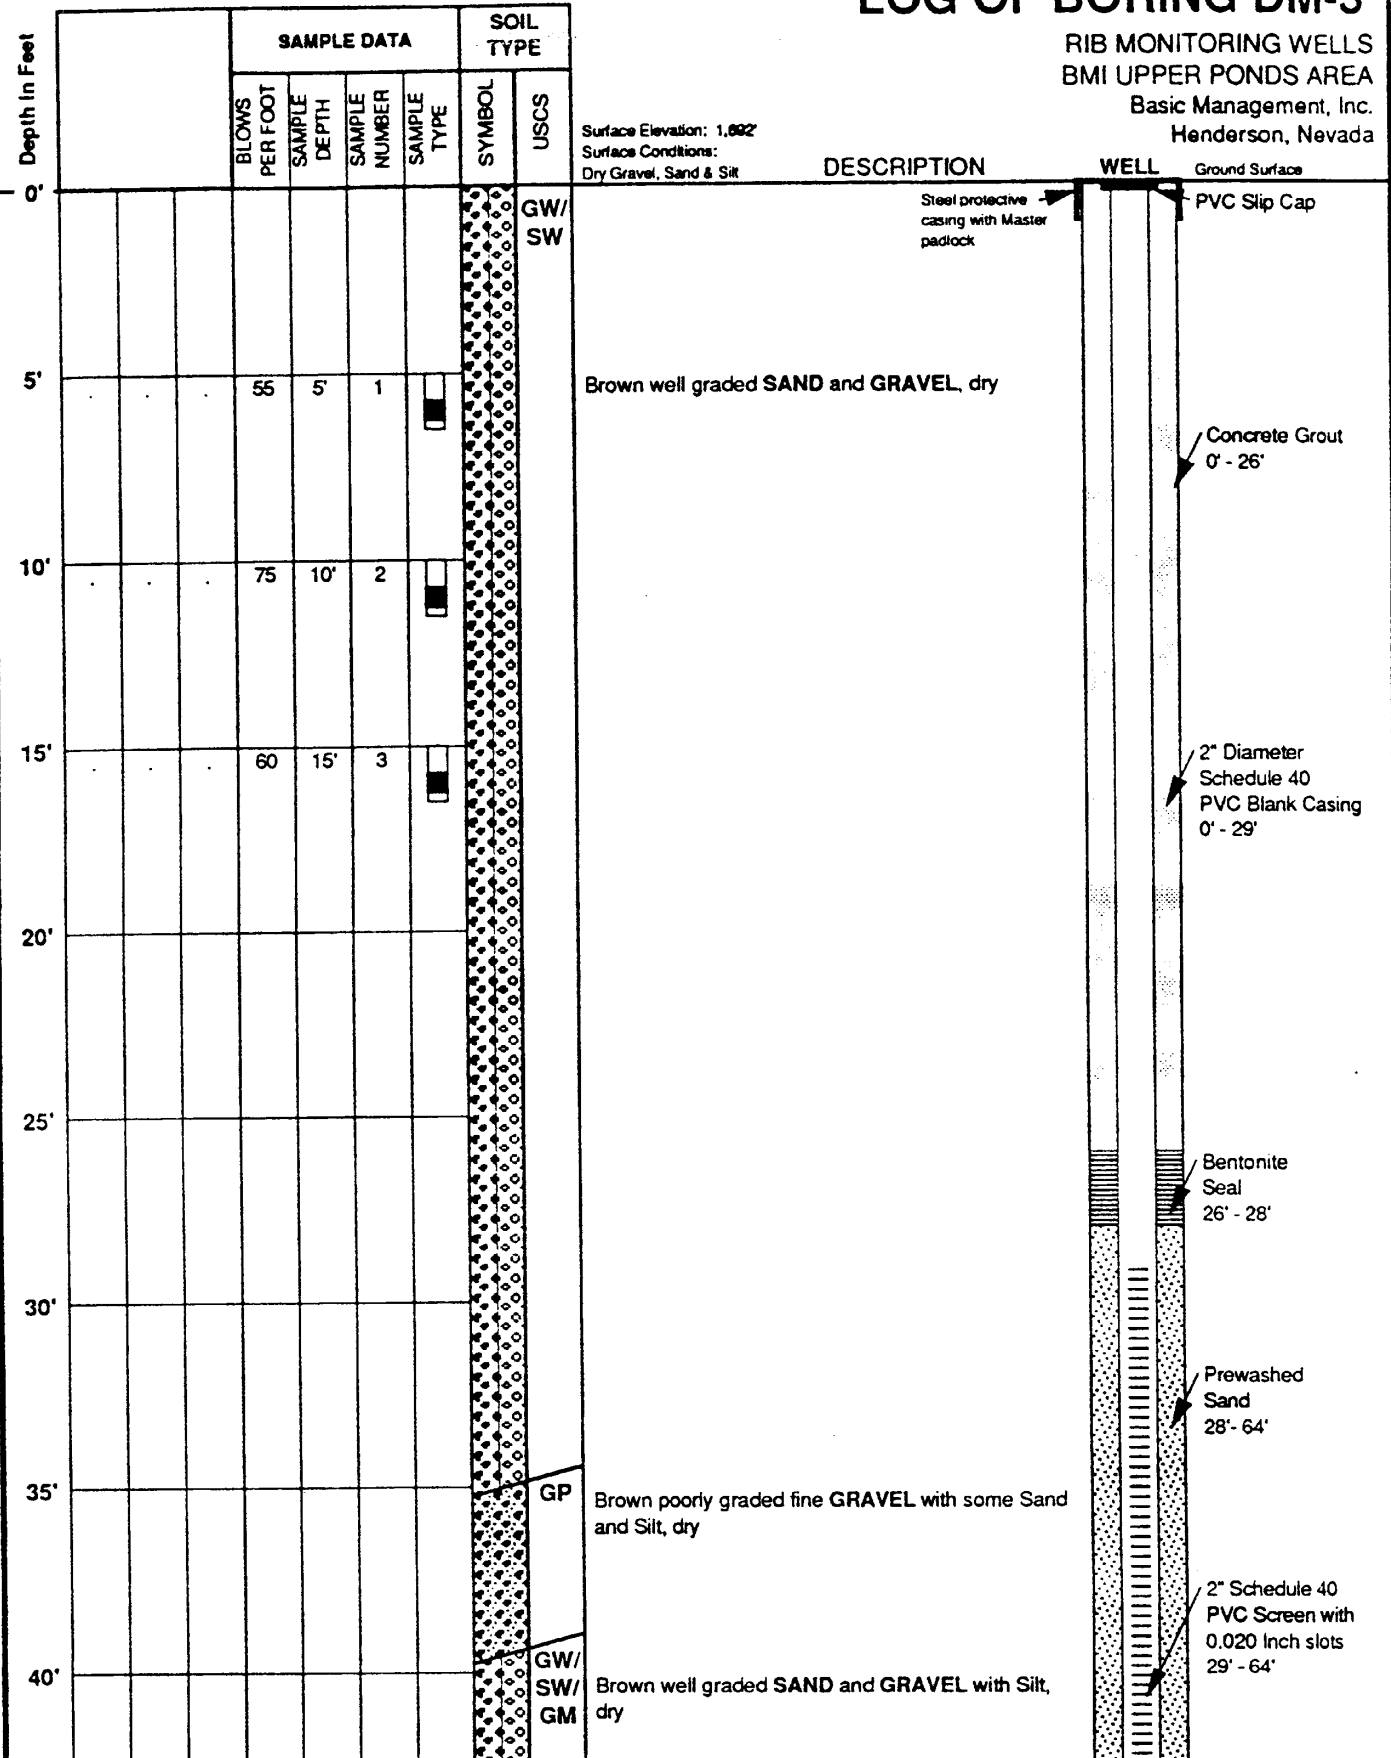 LOG OF BORING DM-3
RIB MONITORING WELLS
BMI UPPER PONDS AREA
Basic Management, Inc.
Henderson, Nevada
Depth In Feet
SAMPLE DATA
SOIL
TYPE
BLOWS
PER FOOT
SAMPLE
DEPTH
SAMPLE
NUMBER
SAMPLE
TYPE
SYMBOL
USCS
Surface Elevation: 1,692'
Surface Conditions:
Dry Gravel, Sand & Silt
DESCRIPTION
WELL
Ground Surface
0'
GW/
SW
Steel protective
casing with Master
padlock
PVC Slip Cap
5'
55 5' 1
Brown well graded SAND and GRAVEL, dry
Concrete Grout
0' - 26'
10'
75 10' 2
15'
60 15' 3
2" Diameter
Schedule 40
PVC Blank Casing
0' - 29'
20'
25'
Bentonite
Seal
26' - 28'
30'
Prewashed
Sand
28'- 64'
35'
GP
Brown poorly graded fine GRAVEL with some Sand
and Silt, dry
2" Schedule 40
PVC Screen with
0.020 Inch slots
29' - 64'
40'
GW/
SW/
GM
Brown well graded SAND and GRAVEL with Silt,
dry